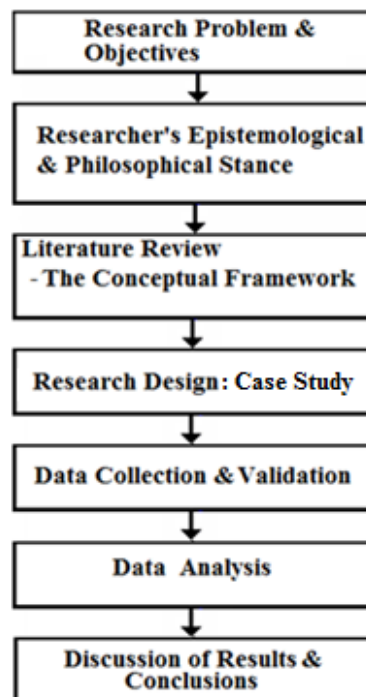 Research Problem &
Objectives
Researcher's Epistemological
& Philosophical Stance
Literature Review
- The Conceptual Framework
Research Design: Case Study
Data Collection & Validation
Data Analysis
Discussion of Results &
Conclusions